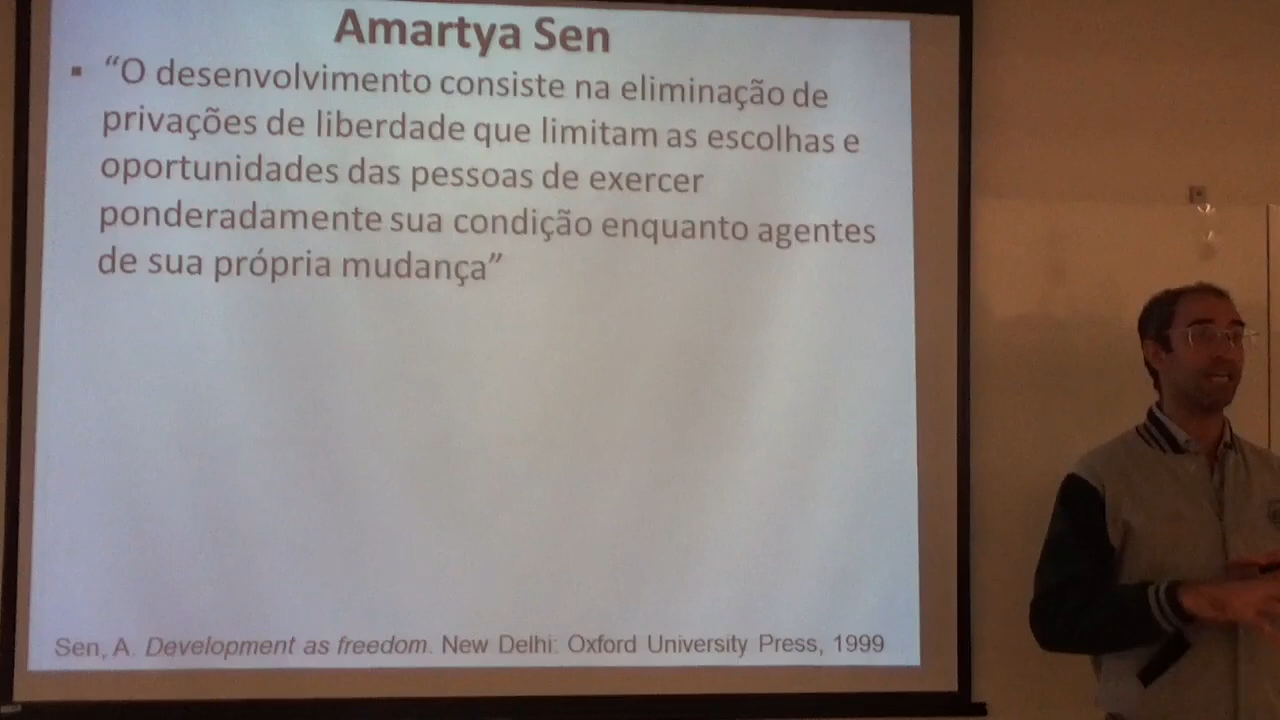 Amartya Sen
▪ “O desenvolvimento consiste na eliminação de
privações de liberdade que limitam as escolhas e
oportunidades das pessoas de exercer
ponderadamente sua condição enquanto agentes
de sua própria mudança”
Sen, A. Development as freedom. New Delhi: Oxford University Press, 1999